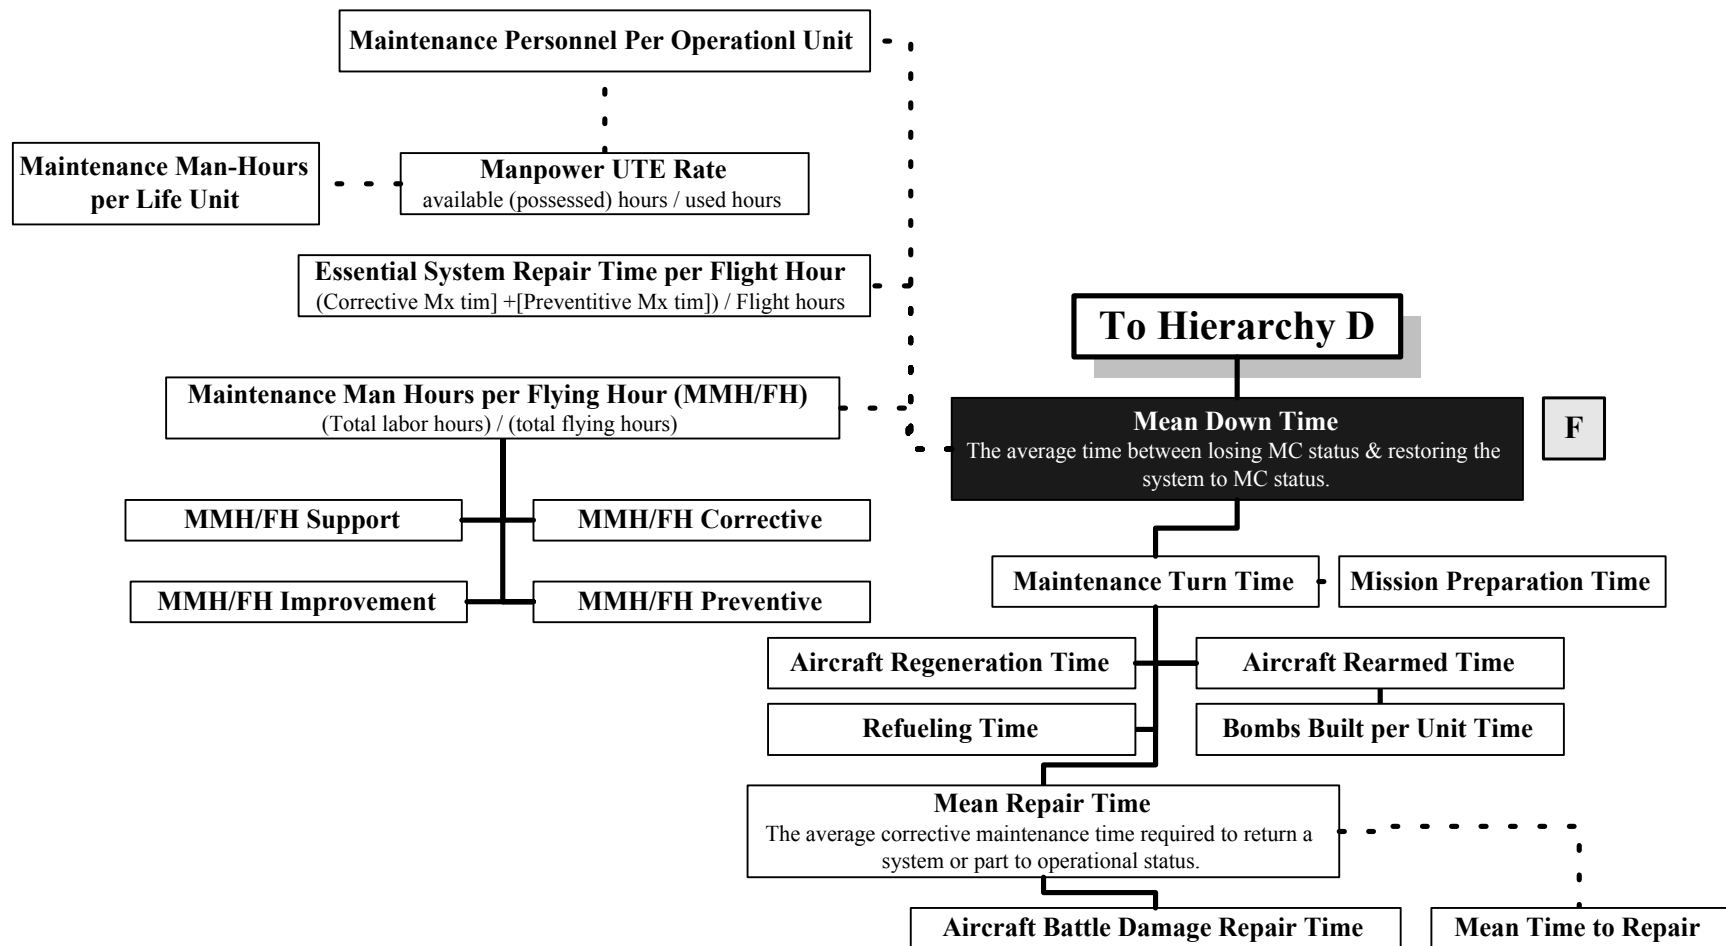 Maintenance Personnel Per Operationl Unit
Maintenance Man-Hours
per Life Unit
Manpower UTE Rate
available (possessed) hours / used hours
Essential System Repair Time per Flight Hour
(Corrective Mx tim] +[Preventitive Mx tim]) / Flight hours
To Hierarchy D
Maintenance Man Hours per Flying Hour (MMH/FH)
(Total labor hours) / (total flying hours)
Mean Down Time
The average time between losing MC status & restoring the
system to MC status.
F
MMH/FH Support
MMH/FH Corrective
MMH/FH Improvement
MMH/FH Preventive
Maintenance Turn Time
Mission Preparation Time
Aircraft Regeneration Time
Aircraft Rearmed Time
Refueling Time
Bombs Built per Unit Time
Mean Repair Time
The average corrective maintenance time required to return a
system or part to operational status.
Aircraft Battle Damage Repair Time
Mean Time to Repair